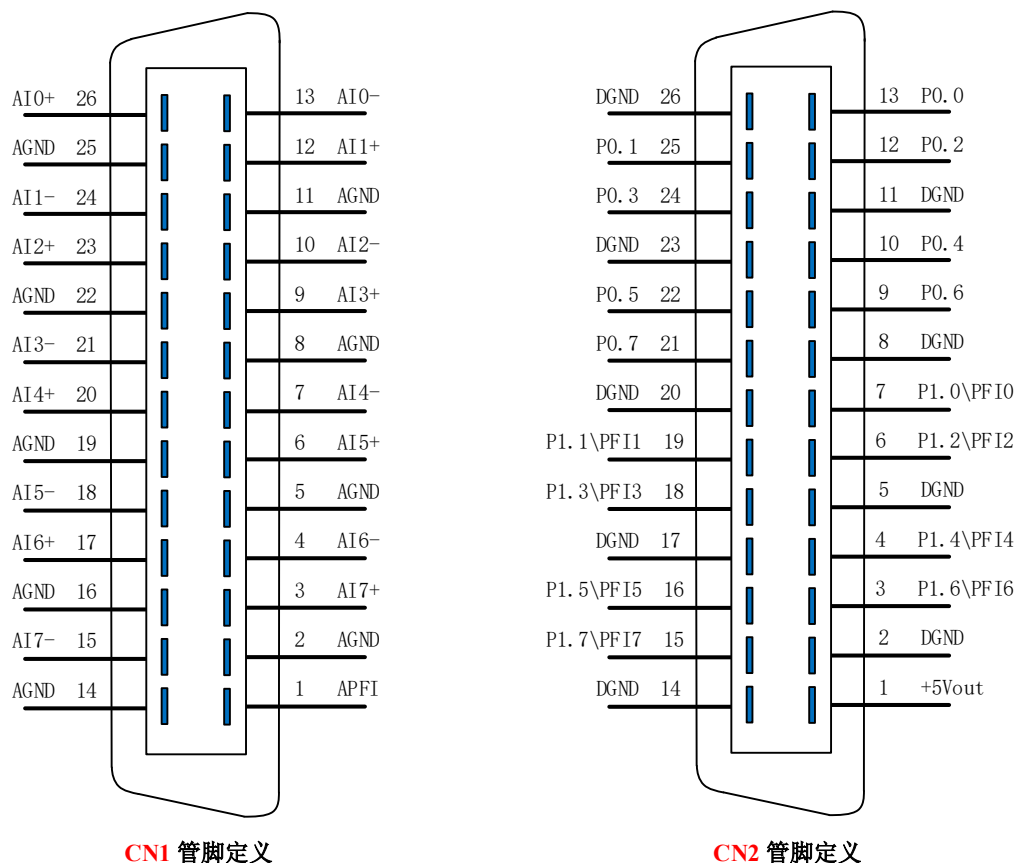 AI0+ 26 13 AI0-
AGND 25 12 AI1+
AI1- 24 11 AGND
AI2+ 23 10 AI2-
AGND 22 9 AI3+
AI3- 21 8 AGND
AI4+ 20 7 AI4-
AGND 19 6 AI5+
AI5- 18 5 AGND
AI6+ 17 4 AI6-
AGND 16 3 AI7+
AI7- 15 2 AGND
AGND 14 1 APFI
CN1 管脚定义
DGND 26 13 P0.0
P0.1 25 12 P0.2
P0.3 24 11 DGND
DGND 23 10 P0.4
P0.5 22 9 P0.6
P0.7 21 8 DGND
DGND 20 7 P1.0\PFI0
P1.1\PFI1 19 6 P1.2\PFI2
P1.3\PFI3 18 5 DGND
DGND 17 4 P1.4\PFI4
P1.5\PFI5 16 3 P1.6\PFI6
P1.7\PFI7 15 2 DGND
DGND 14 1 +5Vout
CN2 管脚定义